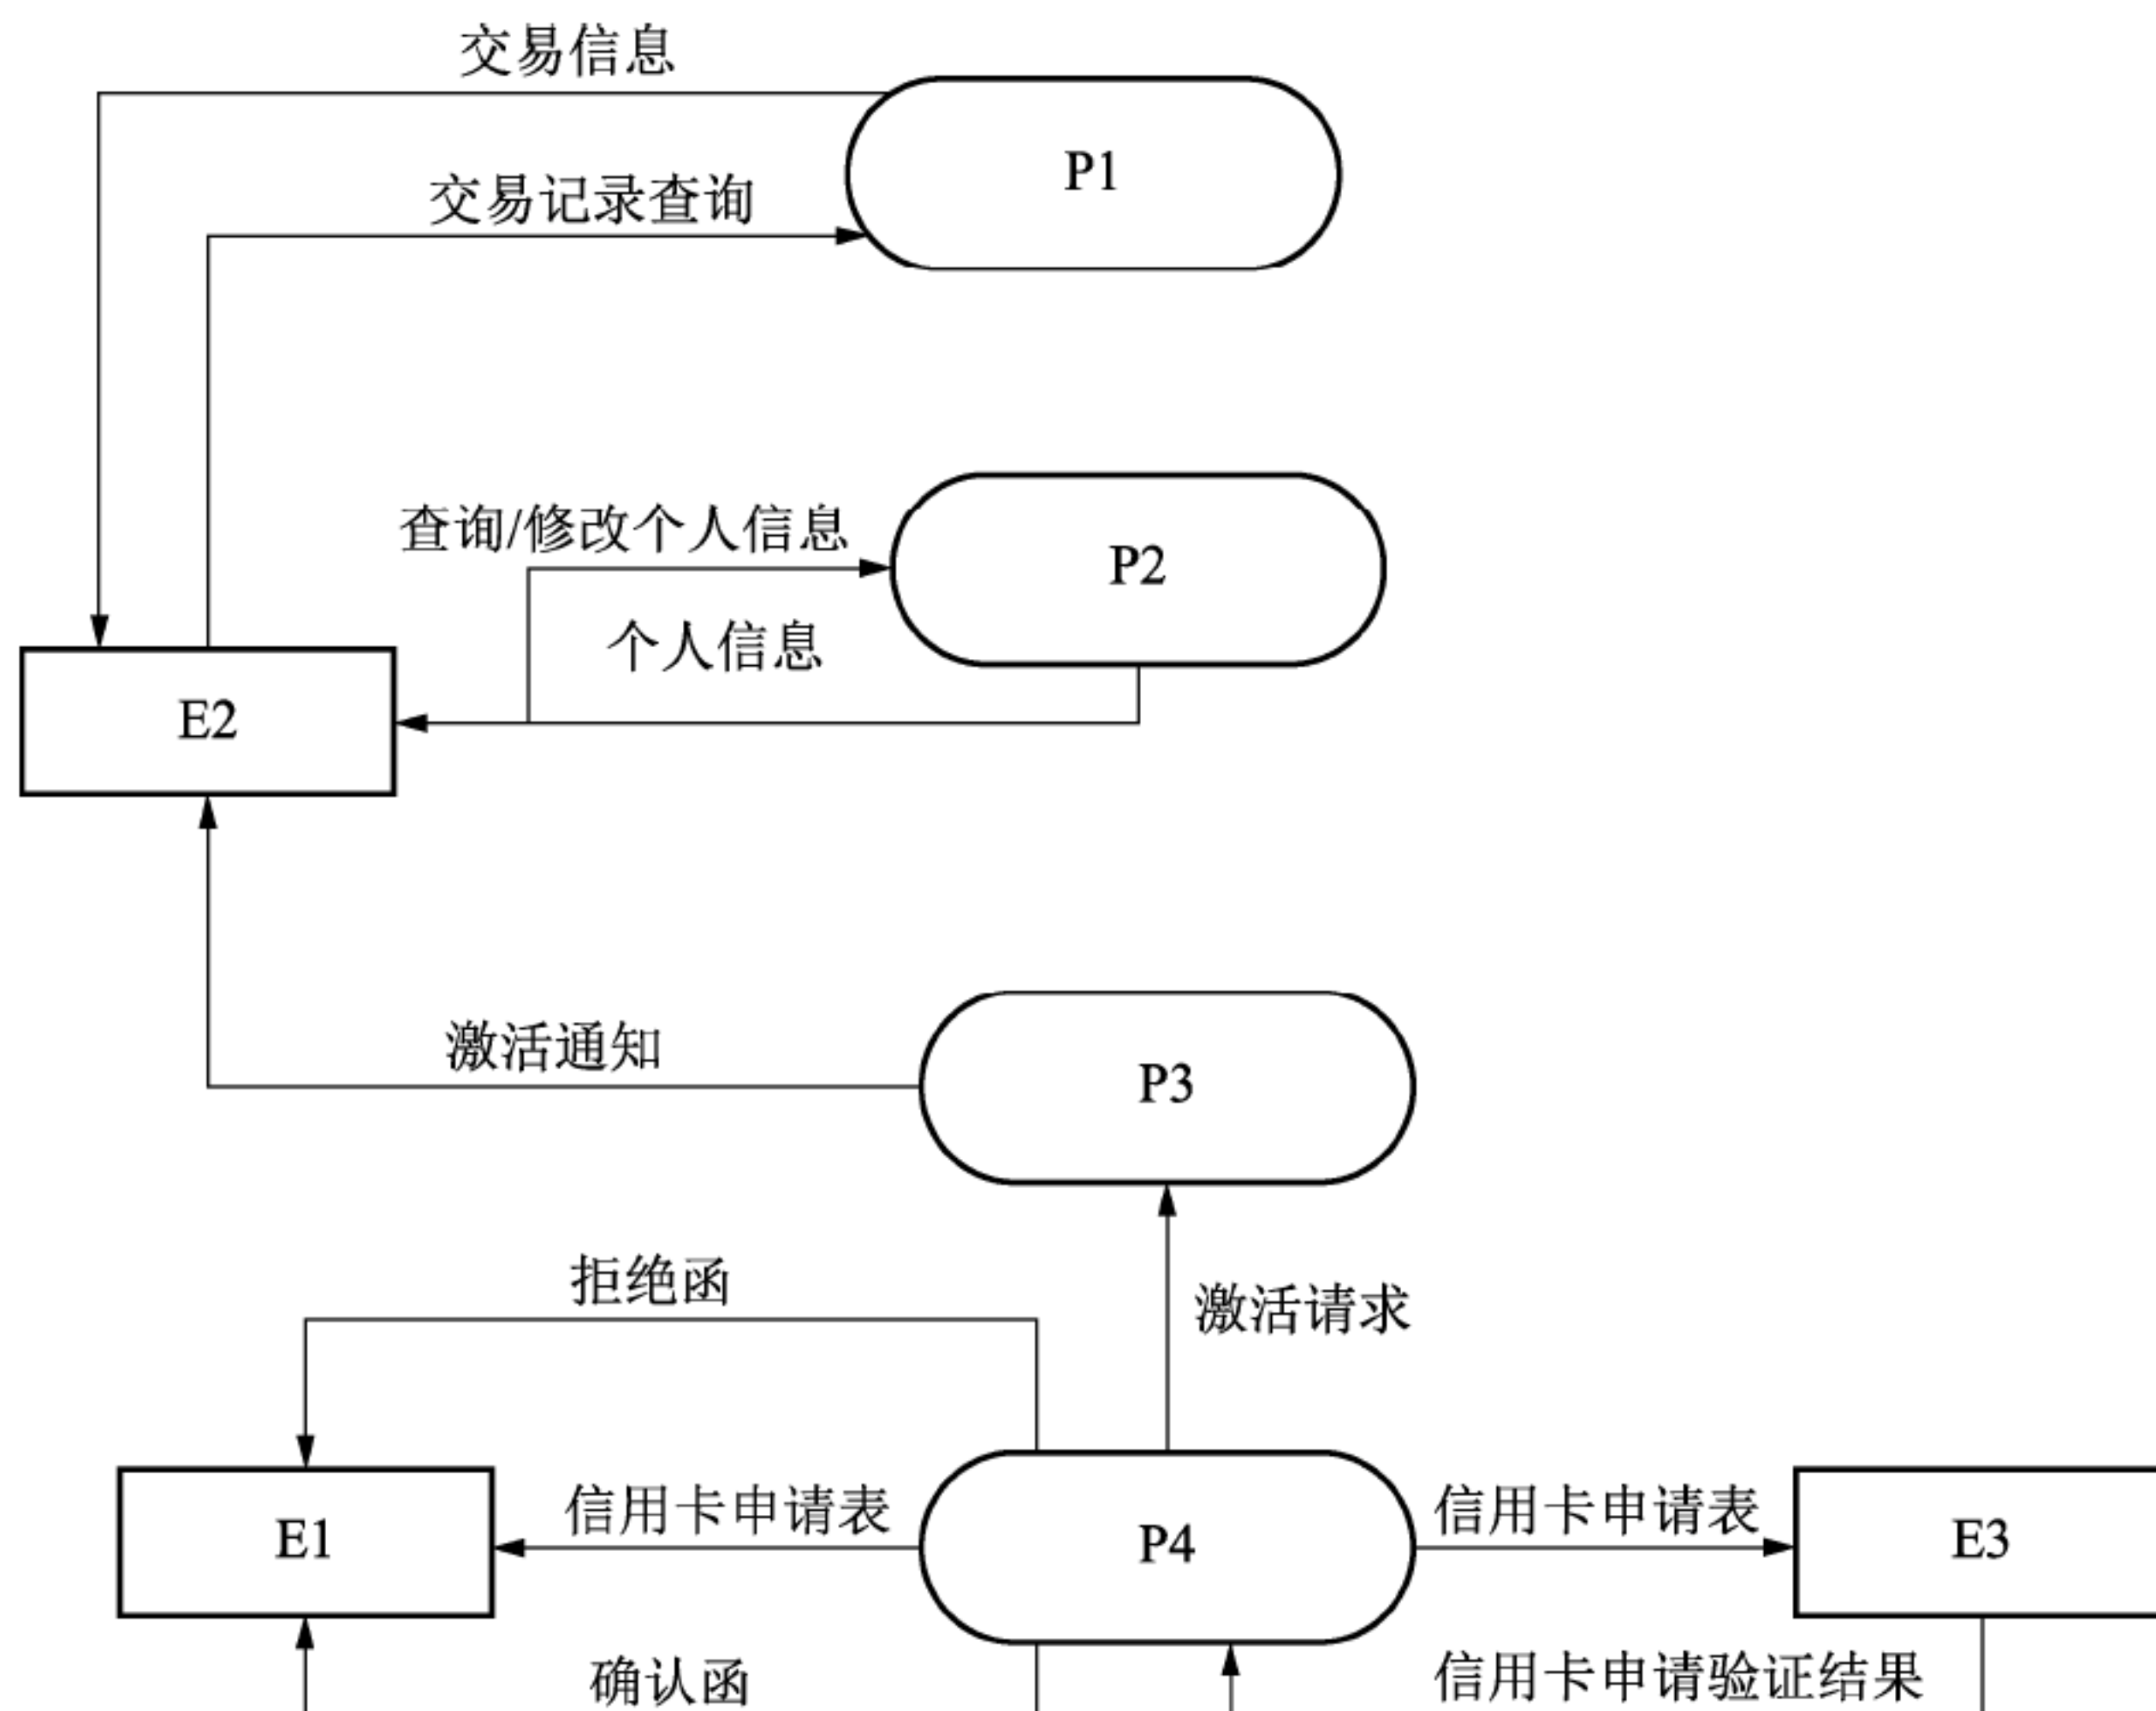 交易信息
P1
交易记录查询
查询/修改个人信息
P2
个人信息
E2
激活通知
P3
拒绝函
激活请求
信用卡申请表
信用卡申请表
E1
P4
E3
确认函
信用卡申请验证结果